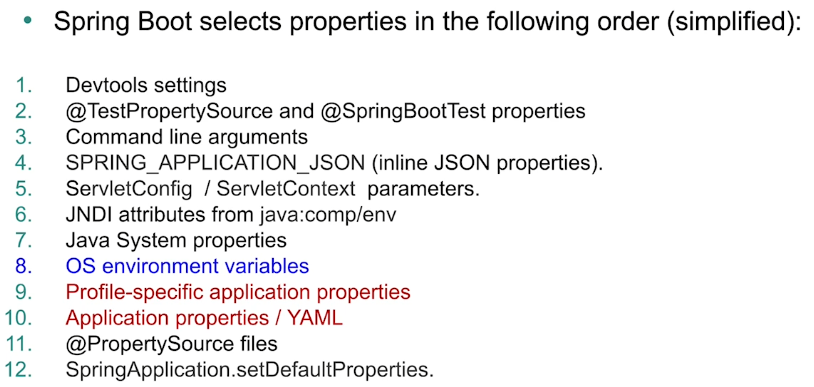 • Spring Boot selects properties in the following order (simplified):
1. Devtools settings
2. @TestPropertySource and @SpringBootTest properties
3. Command line arguments
4. SPRING_APPLICATION_JSON (inline JSON properties).
5. ServletConfig / ServletContext parameters.
6. JNDI attributes from java:comp/env
7. Java System properties
8. OS environment variables
9. Profile-specific application properties
10. Application properties / YAML
11. @PropertySource files
12. SpringApplication.setDefaultProperties.